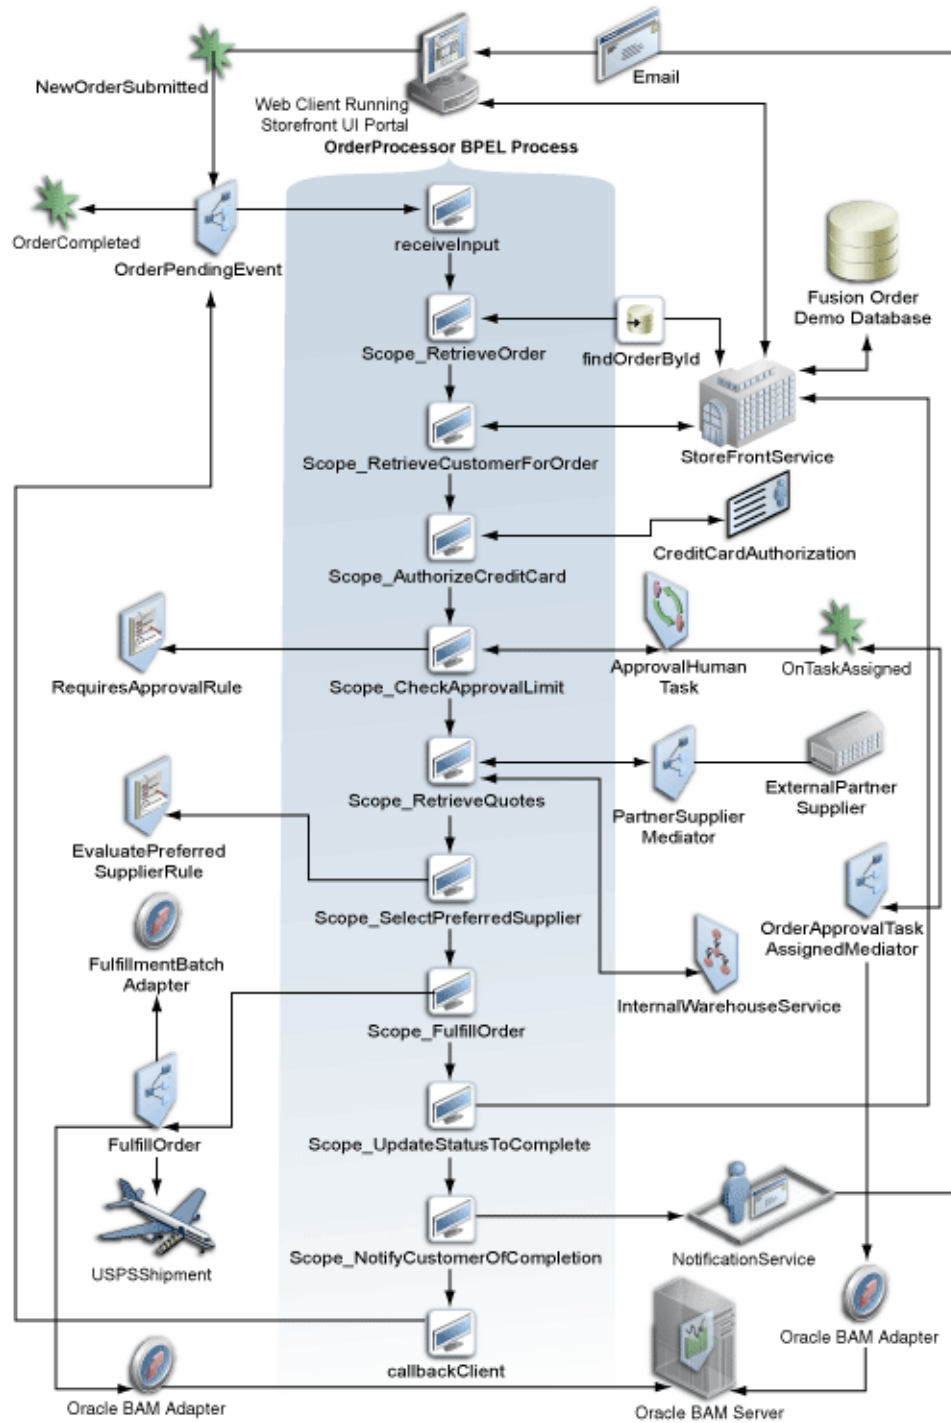 NewOrderSubmitted
Email
Web Client Running
Storefront UI Portal
OrderProcessor BPEL Process
OrderCompleted
OrderPendingEvent
receiveInput
Fusion Order
Demo Database
Scope_RetrieveOrder
findOrderById
Scope_RetrieveCustomerForOrder
StoreFrontService
Scope_AuthorizeCreditCard
CreditCardAuthorization
RequiresApprovalRule
Scope_CheckApprovalLimit
ApprovalHuman
Task
OnTaskAssigned
Scope_RetrieveQuotes
PartnerSupplier
Mediator
ExternalPartner
Supplier
EvaluatePreferred
SupplierRule
Scope_SelectPreferredSupplier
OrderApprovalTask
AssignedMediator
FulfillmentBatch
Adapter
InternalWarehouseService
Scope_FulfillOrder
FulfillOrder
Scope_UpdateStatusToComplete
USPSShipment
Scope_NotifyCustomerOfCompletion
NotificationService
callbackClient
Oracle BAM Adapter
Oracle BAM Adapter
Oracle BAM Server